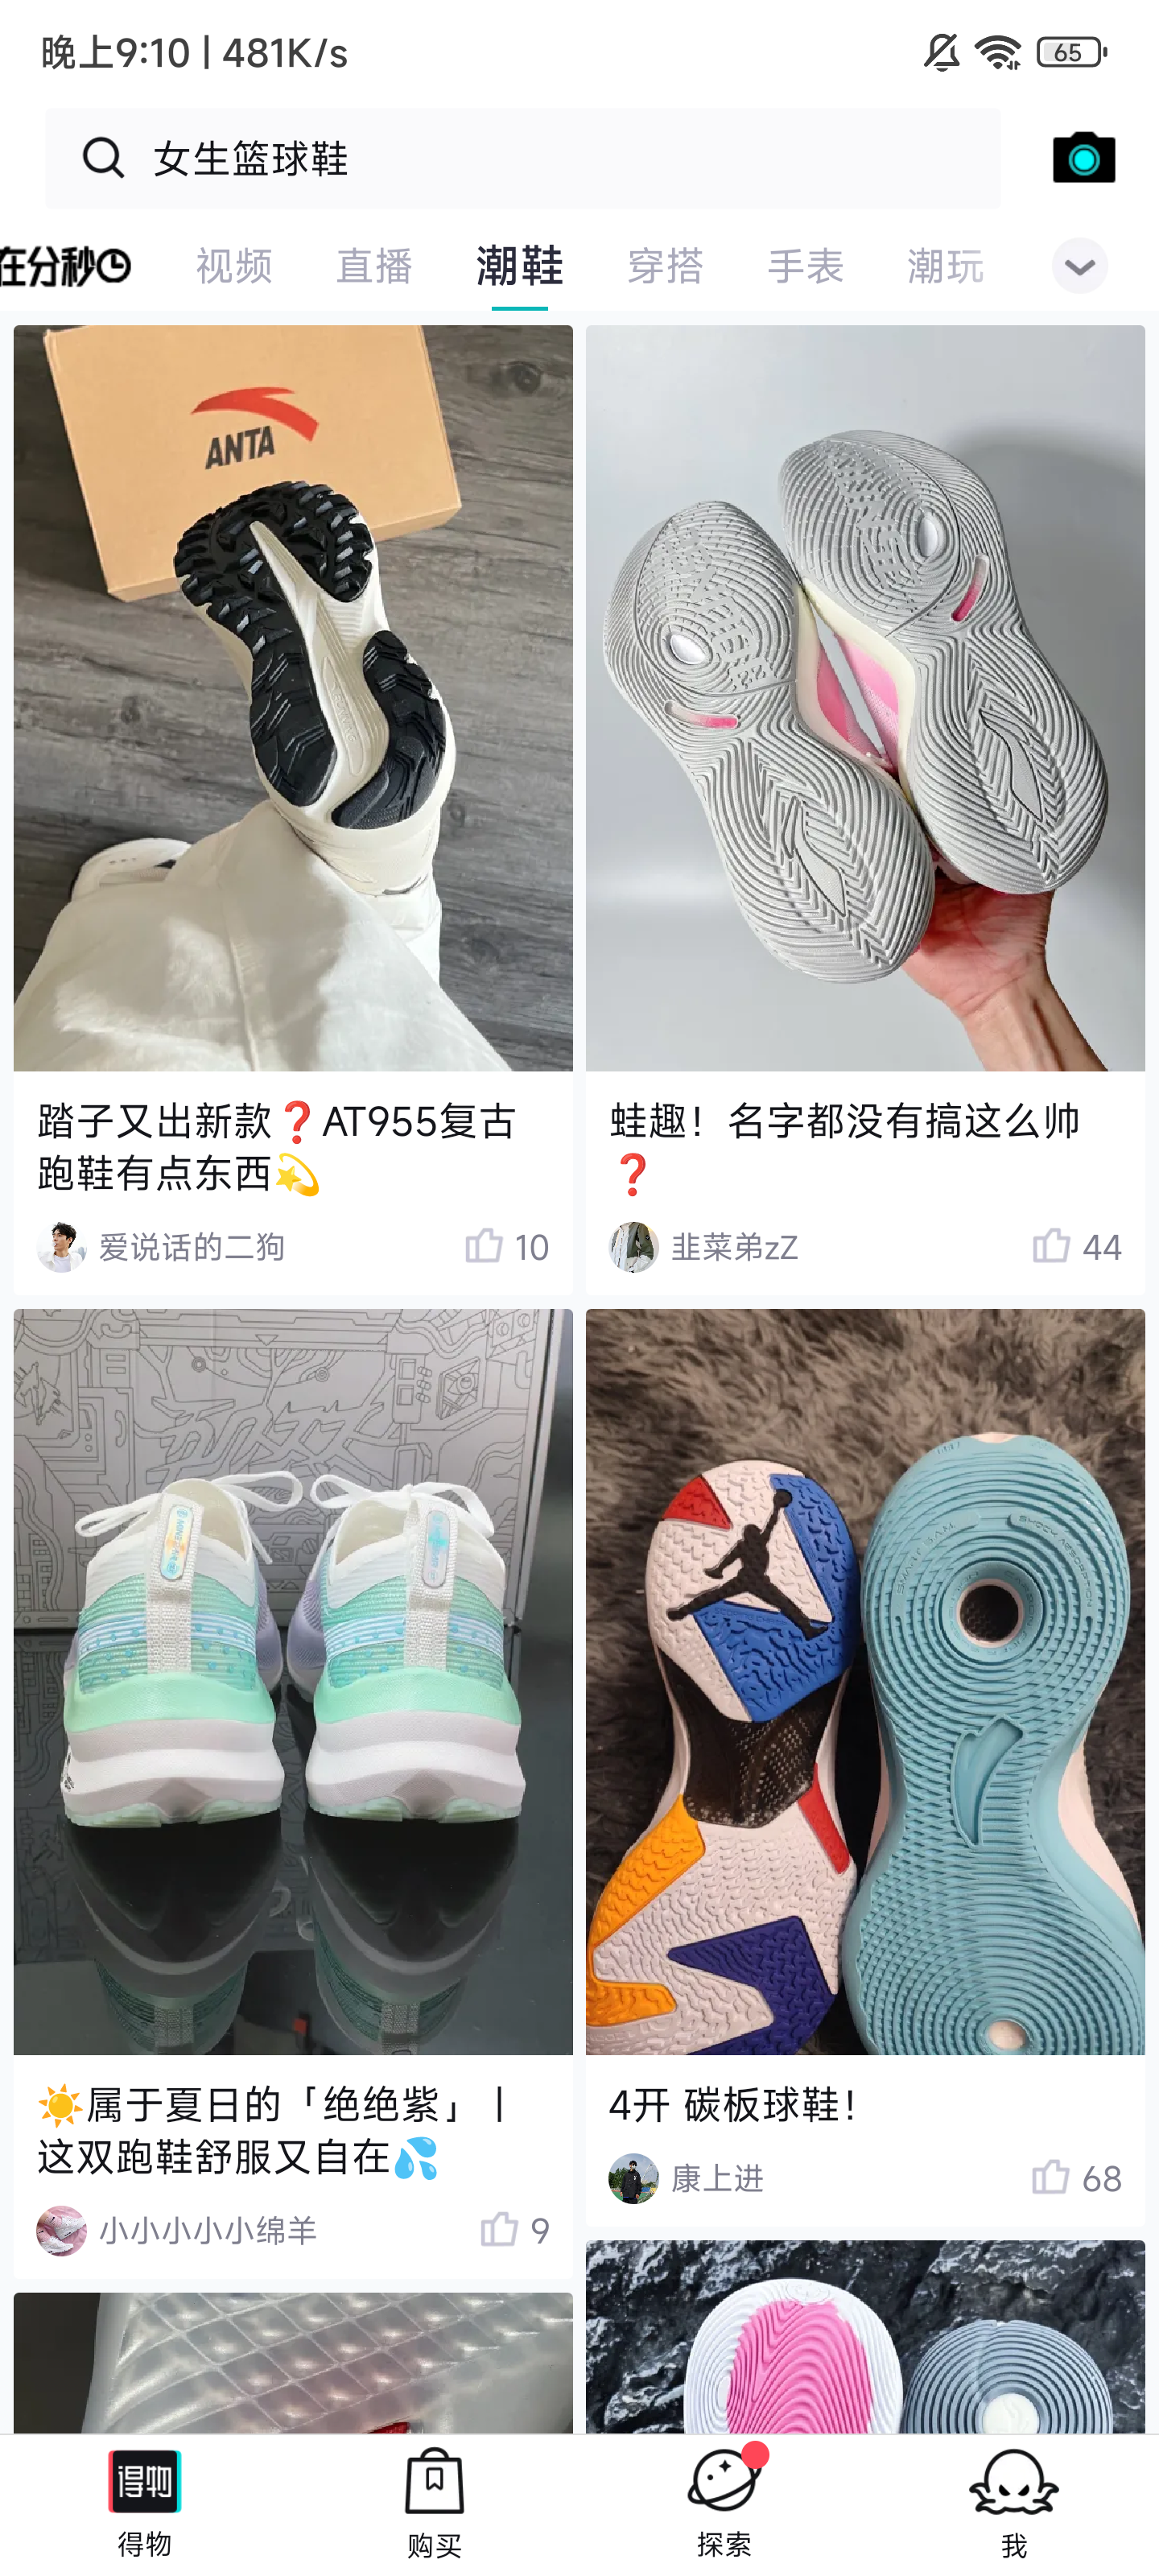 晚上9:10 | 481K/s
65
女生篮球鞋
在分秒
视频
直播
潮鞋
穿搭
手表
潮玩
ANTA
踏子又出新款❓AT955复古
跑鞋有点东西💫
爱说话的二狗
10
蛙趣！名字都没有搞这么帅
❓
韭菜弟zZ
44
☀️属于夏日的「绝绝紫」｜
这双跑鞋舒服又自在💦
小小小小小绵羊
9
4开 碳板球鞋！
康上进
68
得物
得物
购买
探索
我